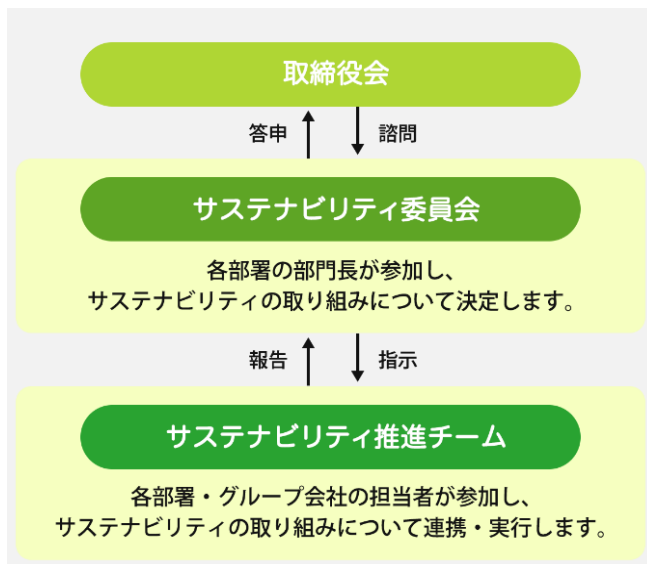 取締役会
答申
諮問
サステナビリティ委員会
各部署の部門長が参加し、
サステナビリティの取り組みについて決定します。
報告
指示
サステナビリティ推進チーム
各部署・グループ会社の担当者が参加し、
サステナビリティの取り組みについて連携・実行します。